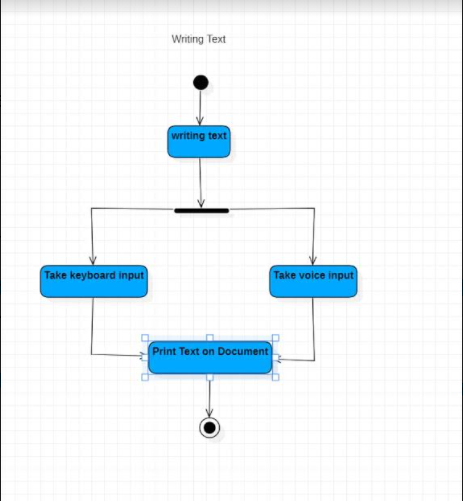 Writing Text
writing text
Take keyboard input
Take voice input
Print Text on Document